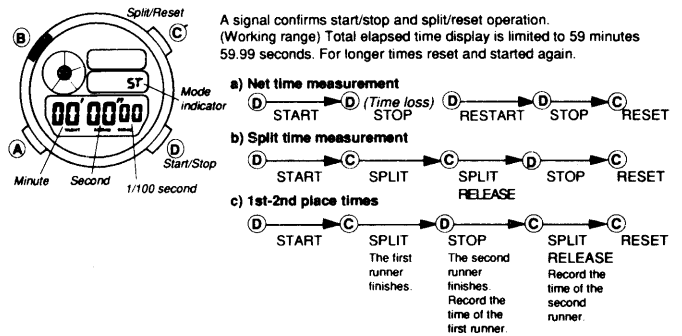 Split/Reset
B
C
ST
Mode indicator
00' 00" 00
A
D
Start/Stop
Minute
Second
1/100 second
A signal confirms start/stop and split/reset operation.
(Working range) Total elapsed time display is limited to 59 minutes
59.99 seconds. For longer times reset and started again.
a) Net time measurement
D D (Time loss) D D C
START STOP RESTART STOP RESET
b) Split time measurement
D C C D C
START SPLIT SPLIT RELEASE STOP RESET
c) 1st-2nd place times
D C D C C
START SPLIT STOP SPLIT RELEASE RESET
The first
runner
finishes.
The second
runner
finishes.
Record the
time of the
first runner.
Record the
time of the
second
runner.